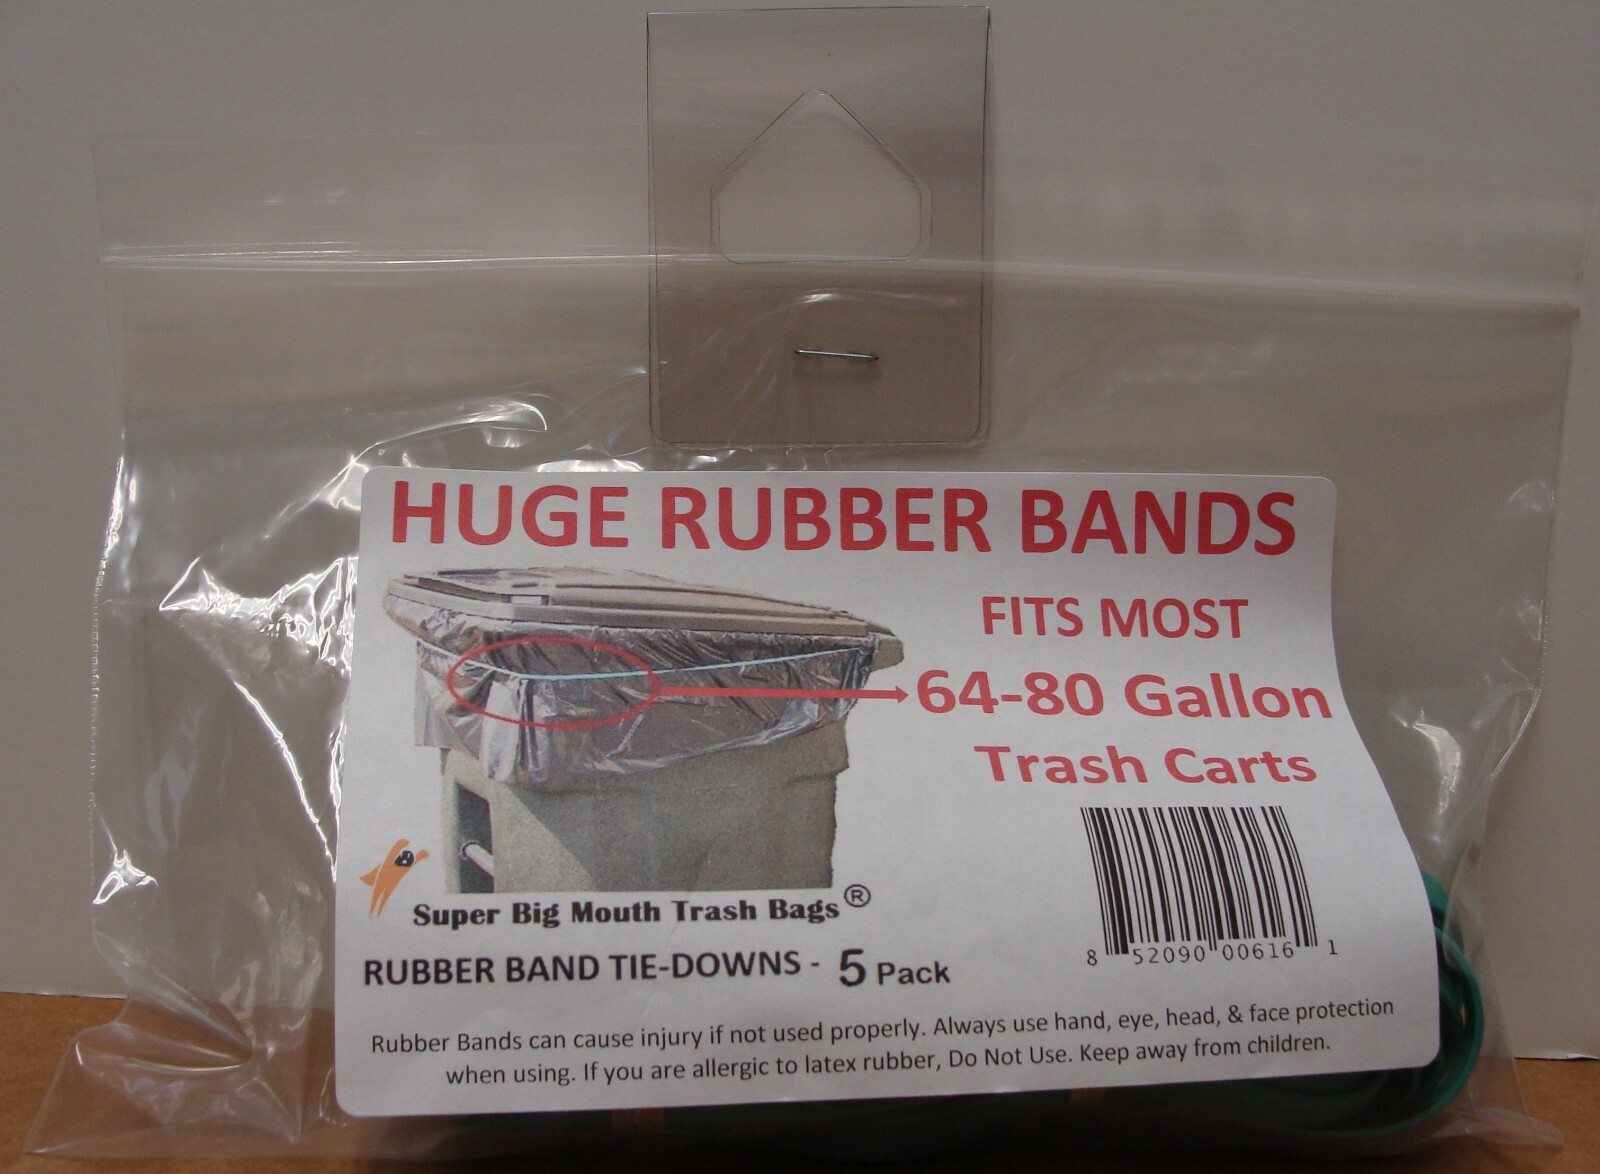 HUGE RUBBER BANDS
FITS MOST
64-80 Gallon
Trash Carts
Super Big Mouth Trash Bags®
RUBBER BAND TIE-DOWNS - 5 Pack
8 52090 00616 1
Rubber Bands can cause injury if not used properly. Always use hand, eye, head, & face protection
when using. If you are allergic to latex rubber, Do Not Use. Keep away from children.